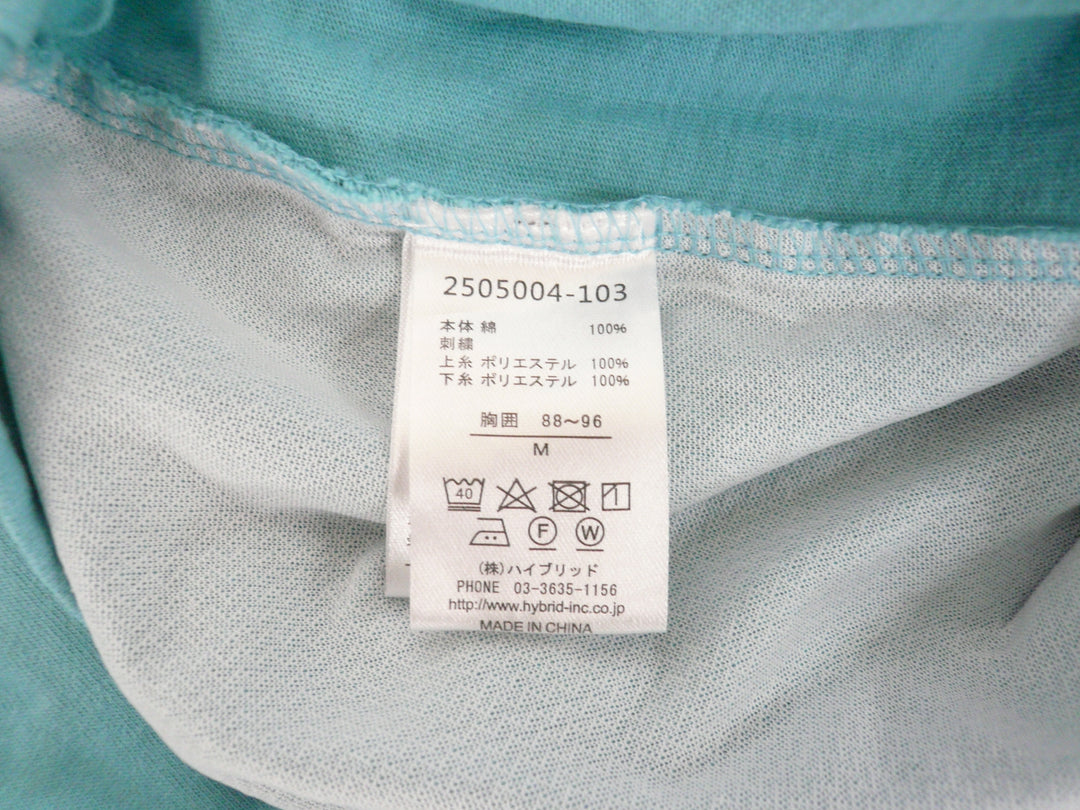 2505004-103
本体 綿 100%
刺繍
上糸 ポリエステル 100%
下糸 ポリエステル 100%
胸囲 88〜96
M
40
F W
(株)ハイブリッド
PHONE 03-3635-1156
http://www.hybrid-inc.co.jp
MADE IN CHINA